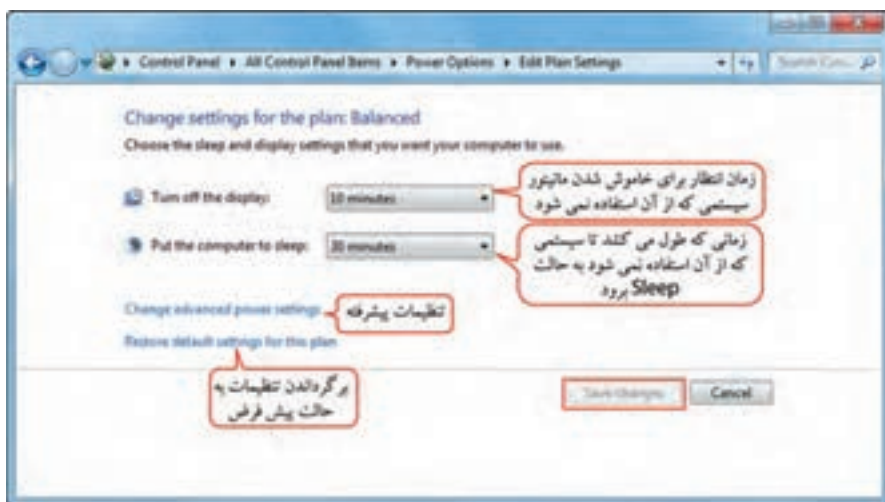 Control Panel ▸ All Control Panel Items ▸ Power Options ▸ Edit Plan Settings
Change settings for the plan: Balanced
Choose the sleep and display settings that you want your computer to use.
Turn off the display:
10 minutes
زمان انتظار برای خاموش شدن مانیتور
سیستمی که از آن استفاده نمی شود
Put the computer to sleep:
30 minutes
زمانی که طول می کشد تا سیستمی
که از آن استفاده نمی شود به حالت
Sleep برود
Change advanced power settings
تنظیمات پیشرفته
Restore default settings for this plan
برگرداندن تنظیمات به
حالت پیش فرض
Save changes
Cancel